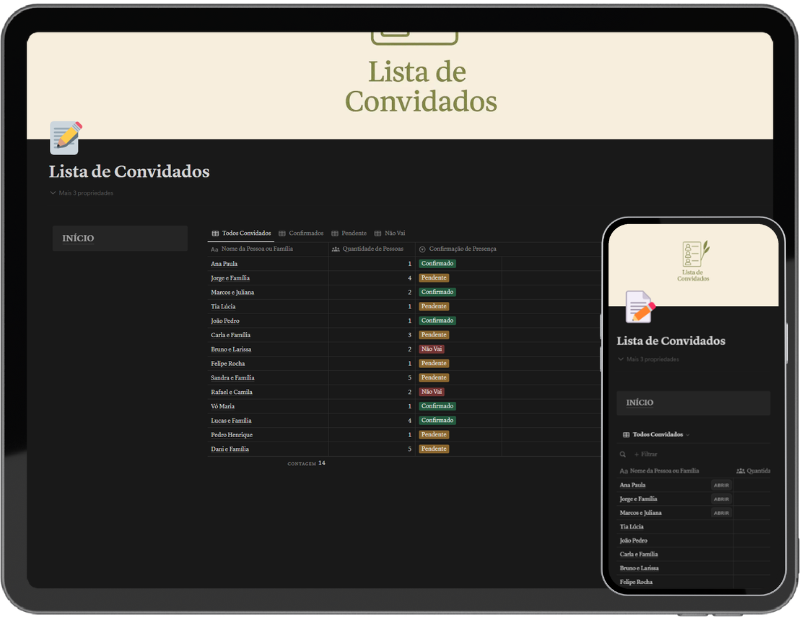 Lista de
Convidados
Lista de Convidados
Mais 3 propriedades
INÍCIO
Todos Convidados Confirmados Pendente Não Vai
Aa Nome da Pessoa ou Família Quantidade de Pessoas Confirmação de Presença
Ana Paula 1 Confirmado
Jorge e Família 4 Pendente
Marcos e Juliana 2 Confirmado
Tia Lúcia 1 Pendente
João Pedro 1 Confirmado
Carla e Família 3 Pendente
Bruno e Larissa 2 Não Vai
Felipe Rocha 1 Pendente
Sandra e Família 5 Pendente
Rafael e Camila 2 Não Vai
Vó Maria 1 Confirmado
Lucas e Família 4 Confirmado
Pedro Henrique 1 Pendente
Dani e Família 5 Pendente
CONTAGEM 14
Lista de
Convidados
Lista de Convidados
Mais 3 propriedades
INÍCIO
Todos Convidados
+ Filtrar
Aa Nome da Pessoa ou Família Quantida
Ana Paula ABRIR
Jorge e Família ABRIR
Marcos e Juliana ABRIR
Tia Lúcia
João Pedro
Carla e Família
Bruno e Larissa
Felipe Rocha